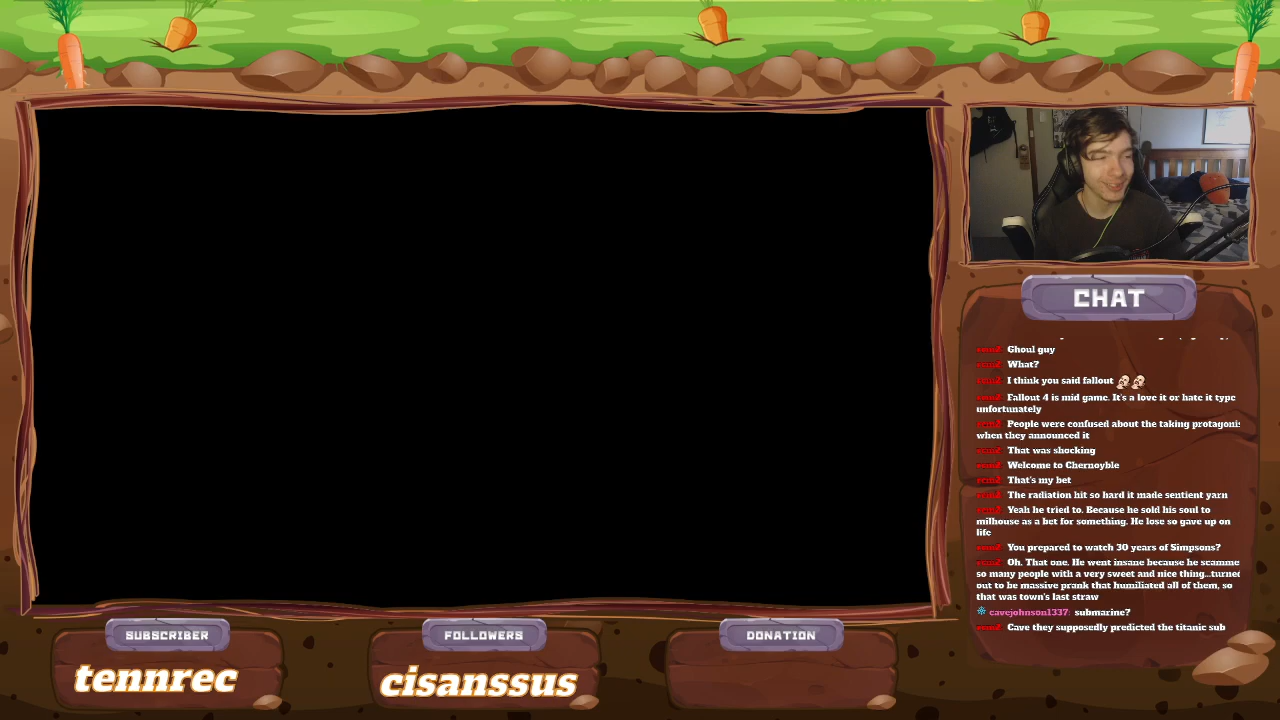 CHAT
Ghoul guy
What?
I think you said fallout
Fallout 4 is mid game. It's a love it or hate it type
unfortunately
People were confused about the taking protagonis
when they announced it
That was shocking
Welcome to Chernoyble
That's my bet
The radiation hit so hard it made sentient yarn
Yeah he tried to. Because he sold his soul to
milhouse as a bet for something. He lose so gave up on
life
You prepared to watch 30 years of Simpsons?
Oh. That one. He went insane because he scamme
so many people with a very sweet and nice thing...turned
out to be massive prank that humiliated all of them, so
that was town's last straw
cavejohnson1337: submarine?
Cave they supposedly predicted the titanic sub
SUBSCRIBER
tennrec
FOLLOWERS
cisanssus
DONATION